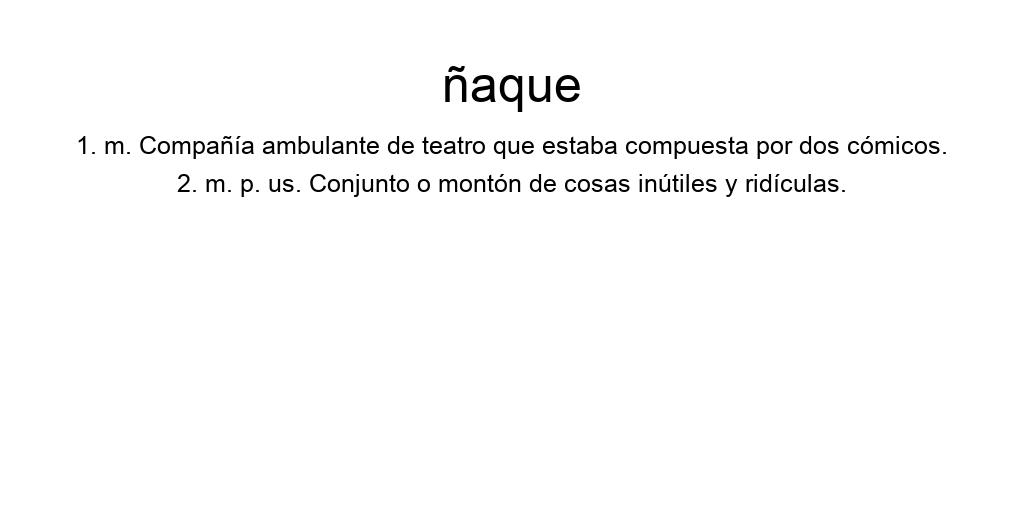 ñaque
1. m. Compañía ambulante de teatro que estaba compuesta por dos cómicos.
2. m. p. us. Conjunto o montón de cosas inútiles y ridículas.